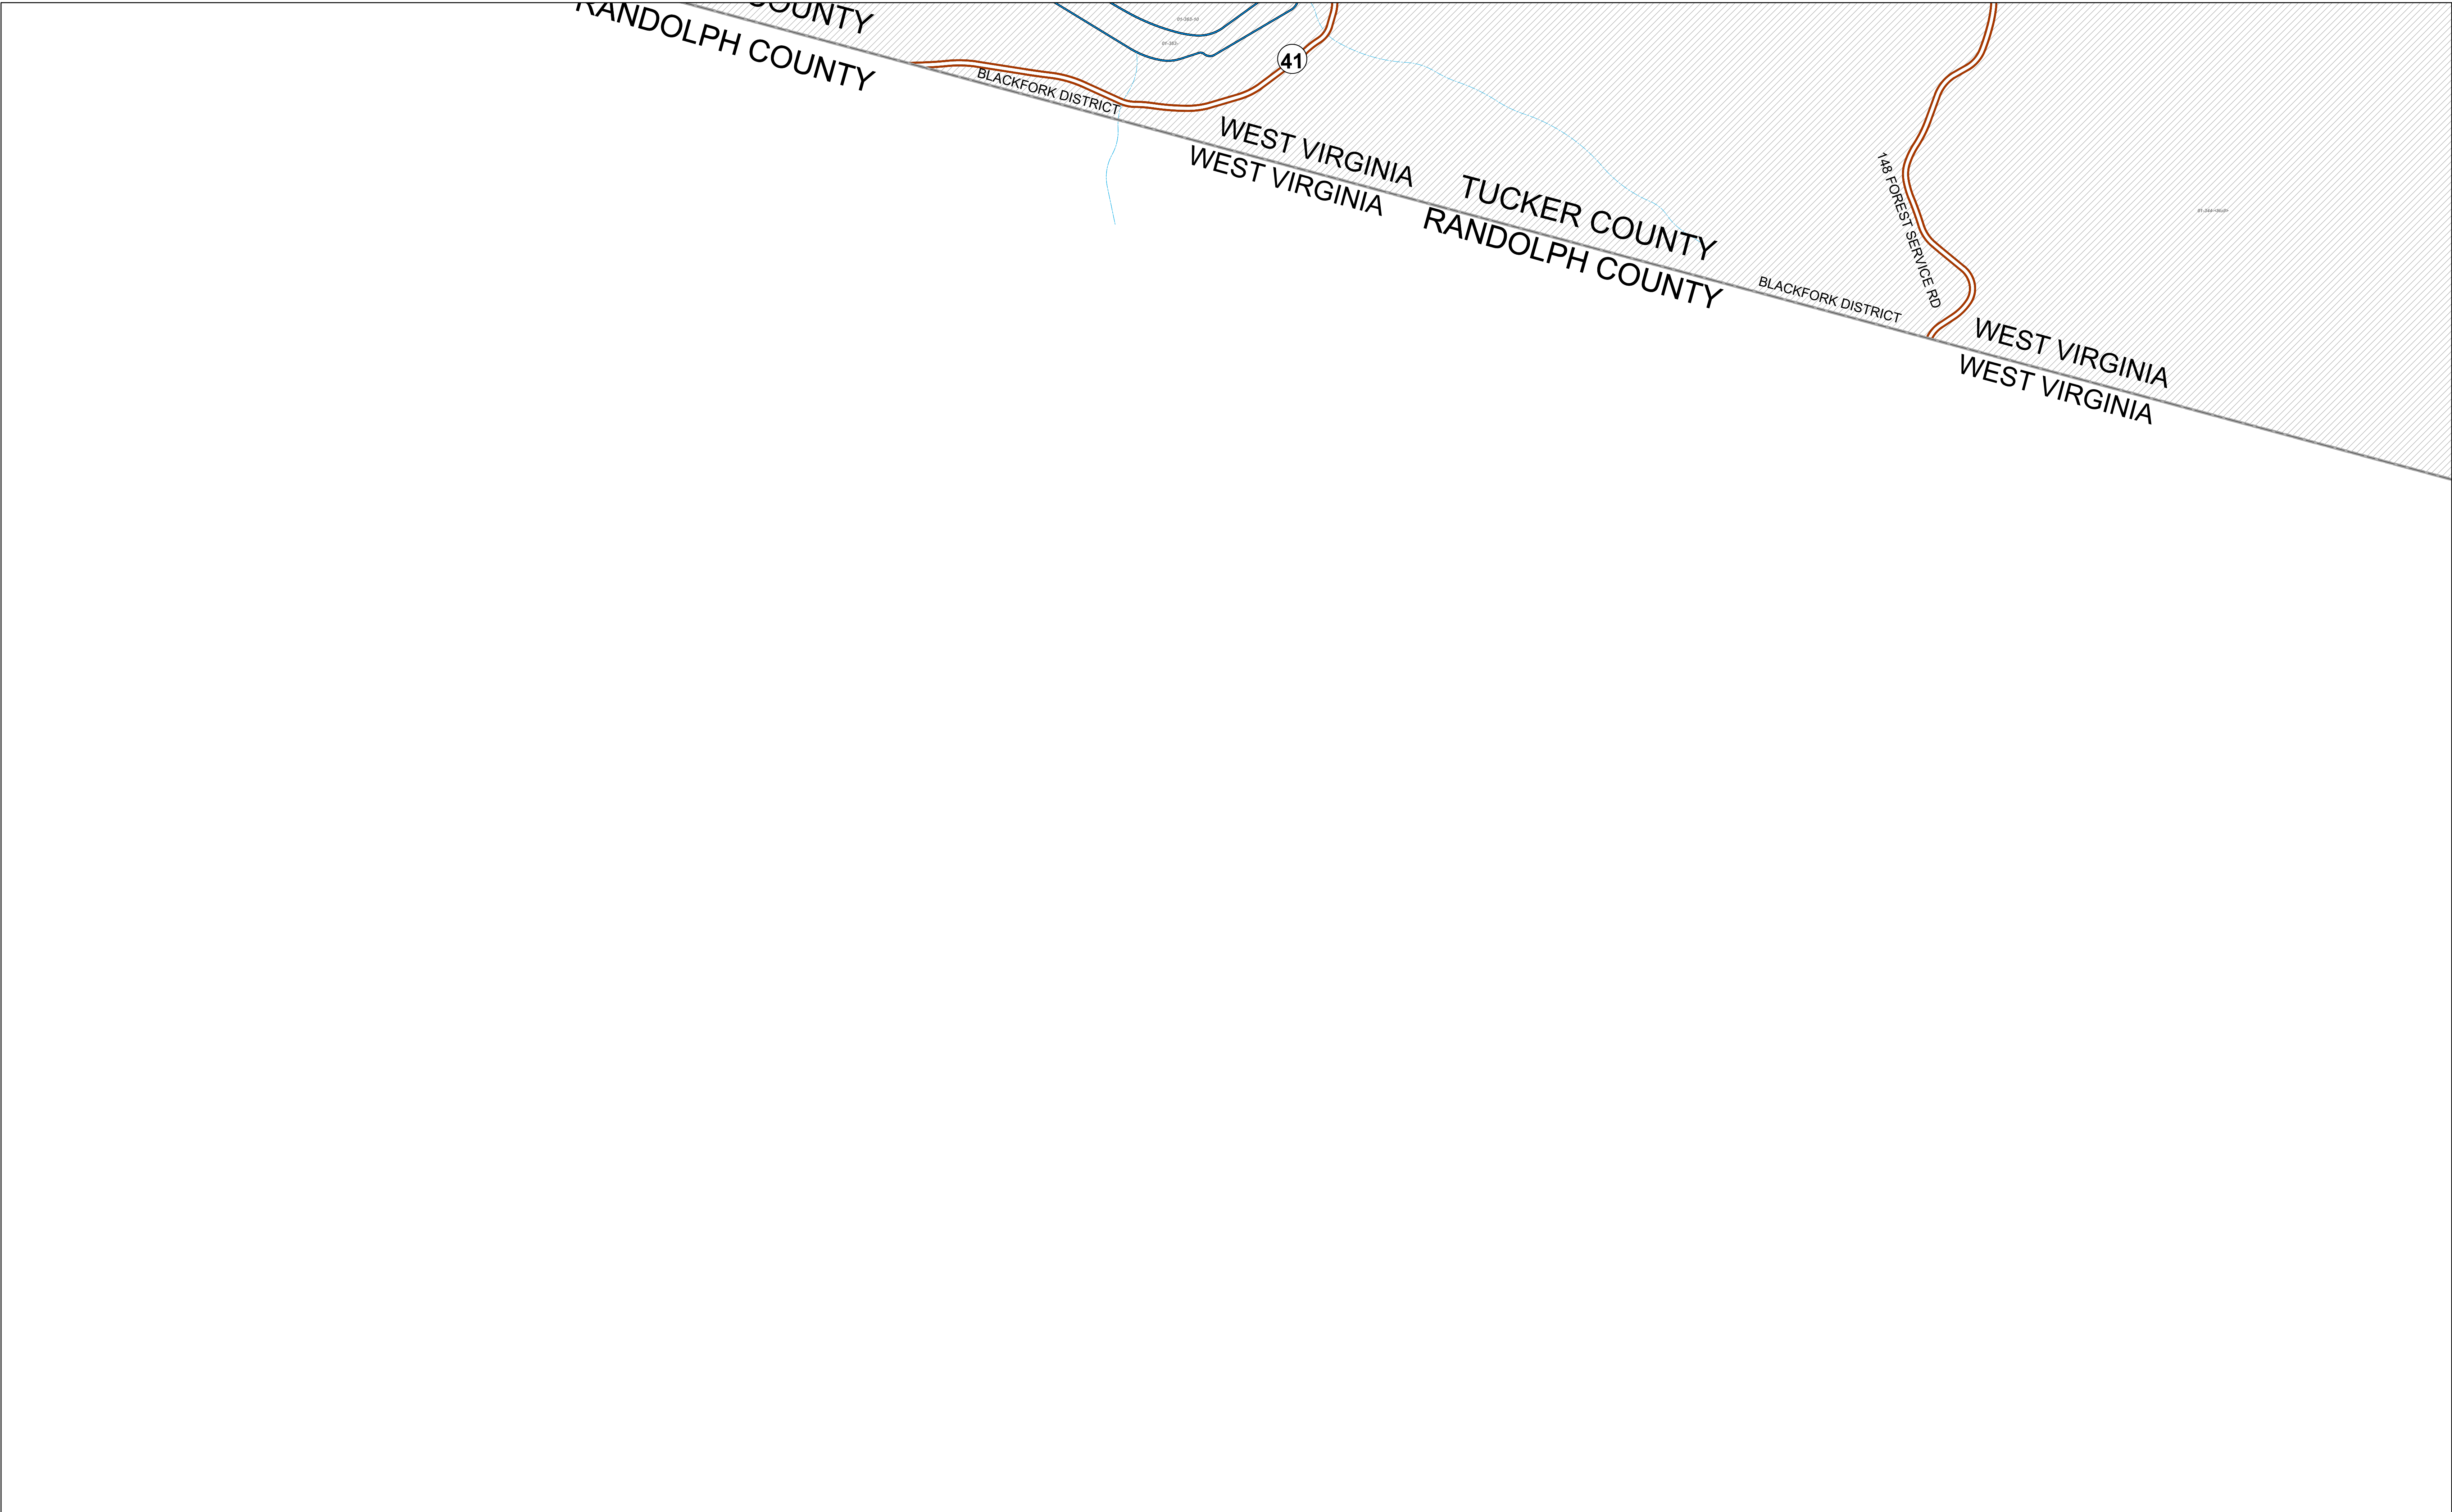 COUNTY
RANDOLPH COUNTY
41
BLACKFORK DISTRICT
WEST VIRGINIA
WEST VIRGINIA
TUCKER COUNTY
RANDOLPH COUNTY
148 FOREST SERVICE RD
BLACKFORK DISTRICT
WEST VIRGINIA
WEST VIRGINIA